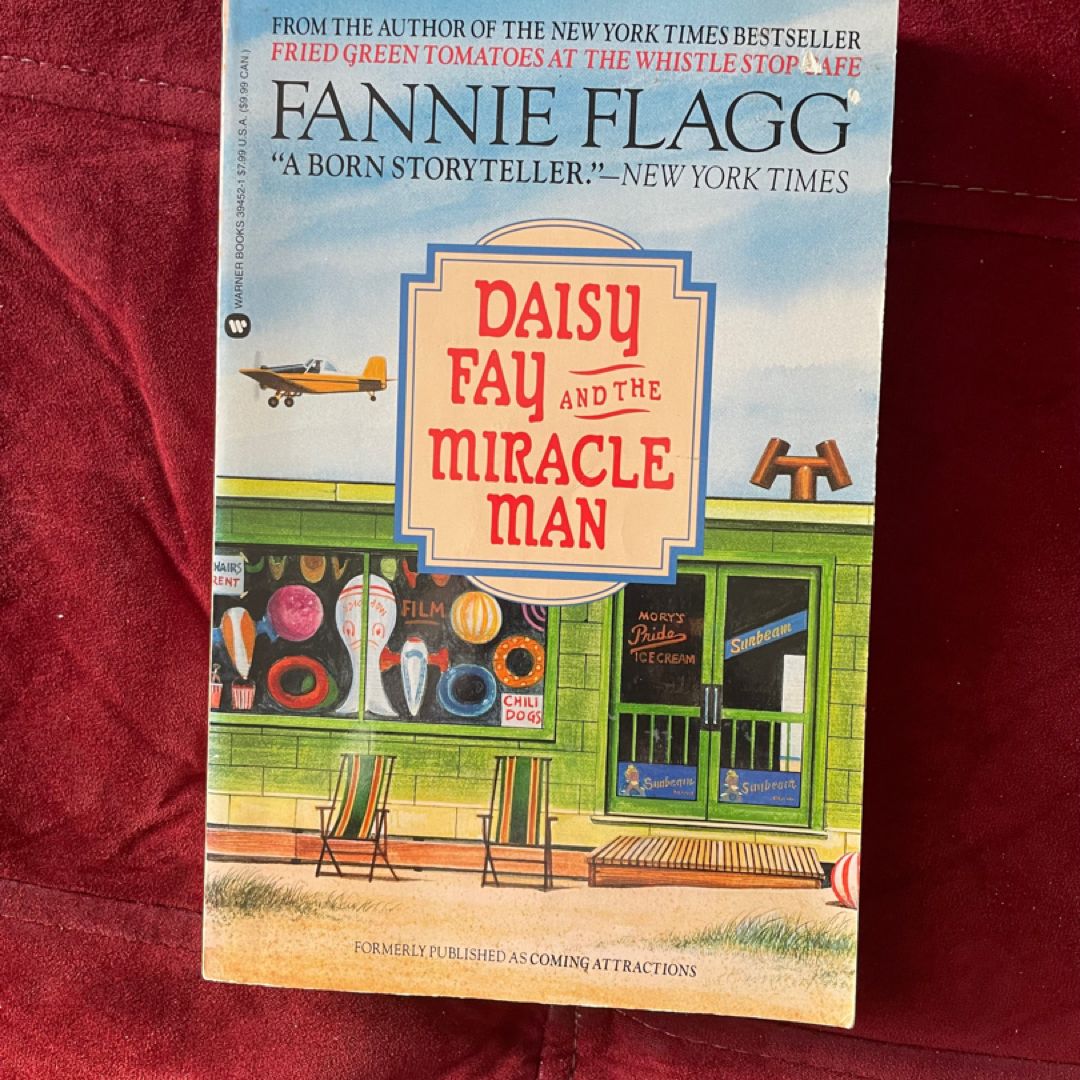 FROM THE AUTHOR OF THE NEW YORK TIMES BESTSELLER
FRIED GREEN TOMATOES AT THE WHISTLE STOP CAFE
FANNIE FLAGG
"A BORN STORYTELLER."—NEW YORK TIMES
WARNER BOOKS 39452-1 $7.99 U.S.A. ($9.99 CAN.)
DAISY
FAY AND THE
MIRACLE
MAN
HAIRS
RENT
FILM
CHILI
DOGS
MORY'S
Pride
ICE CREAM
Sunbeam
Sunbeam
Sunbeam
FORMERLY PUBLISHED AS COMING ATTRACTIONS